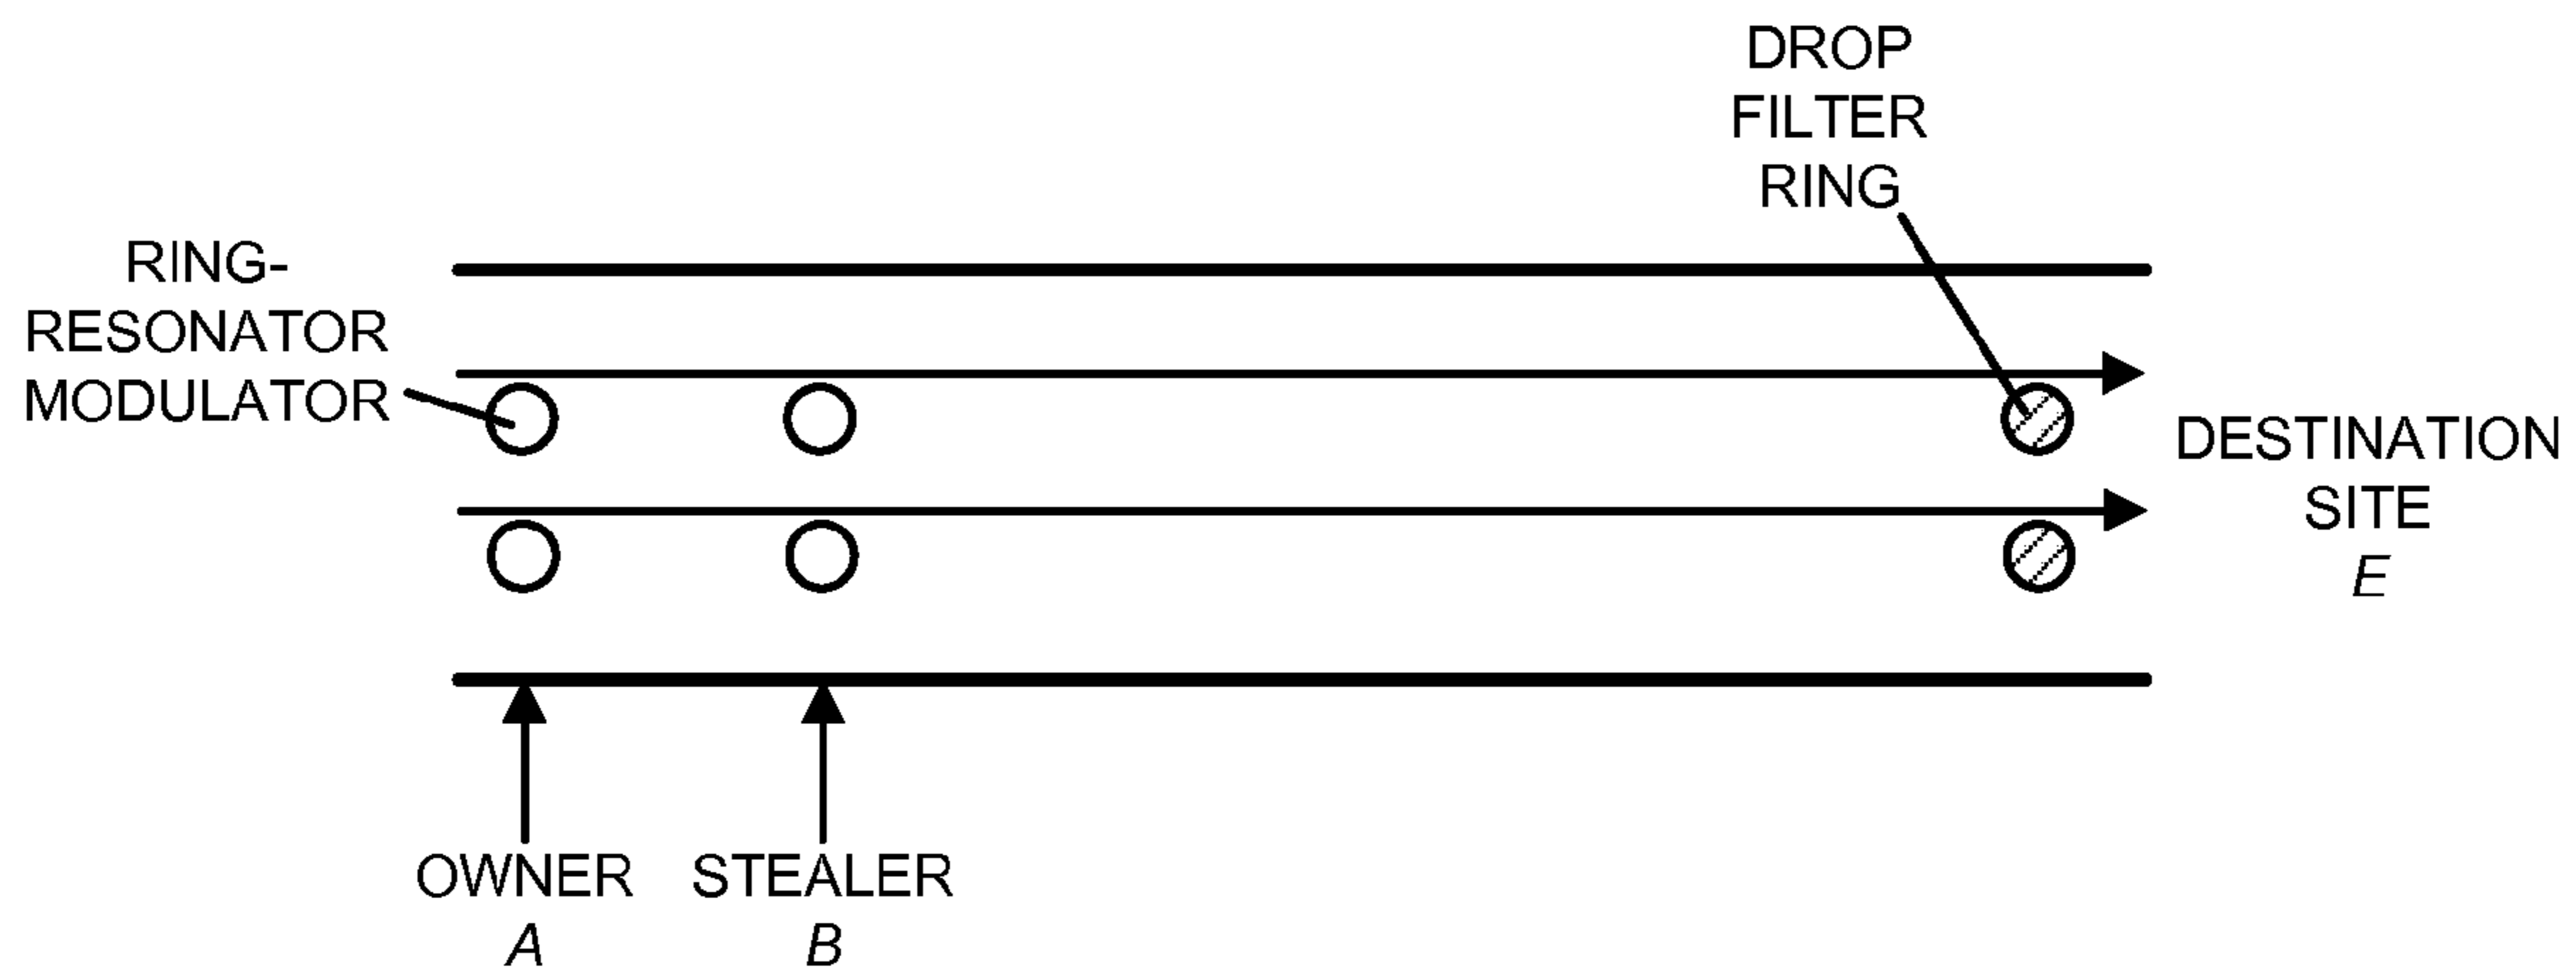 DROP
FILTER
RING
RING-
RESONATOR
MODULATOR
DESTINATION
SITE
E
OWNER
A
STEALER
B